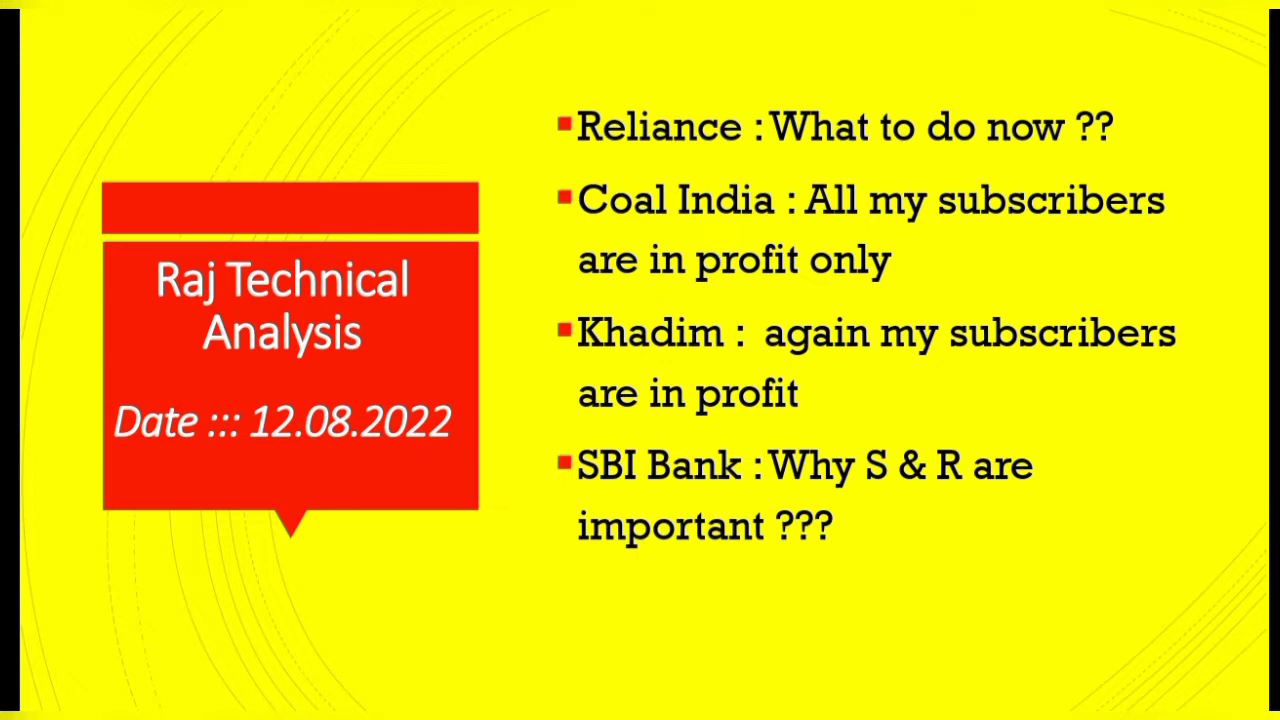 Raj Technical
Analysis
Date ::: 12.08.2022
Reliance : What to do now ??
Coal India : All my subscribers
are in profit only
Khadim :  again my subscribers
are in profit
SBI Bank : Why S & R are
important ???